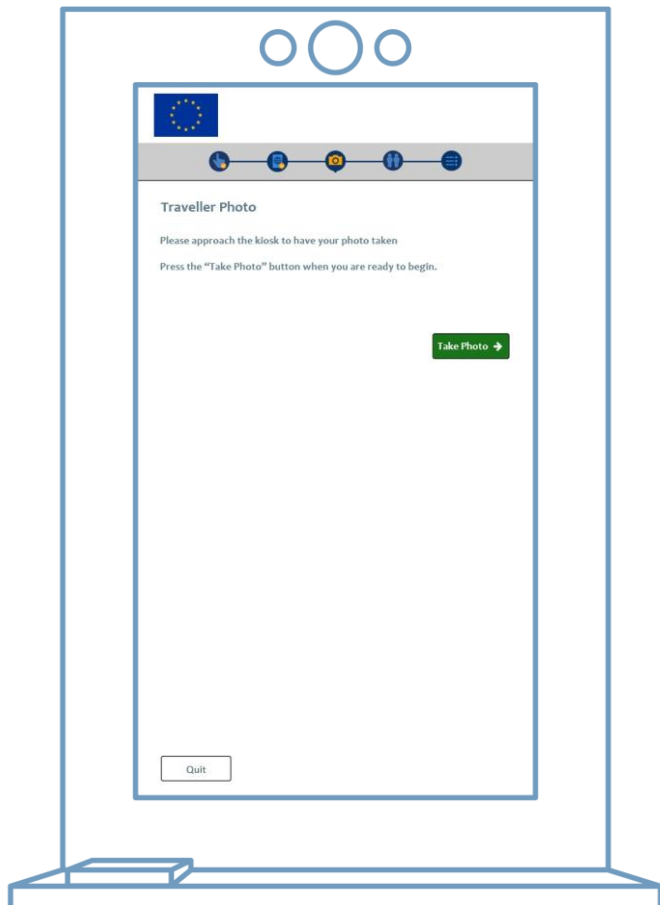 Traveller Photo
Please approach the kiosk to have your photo taken
Press the “Take Photo” button when you are ready to begin.
Take Photo
Quit